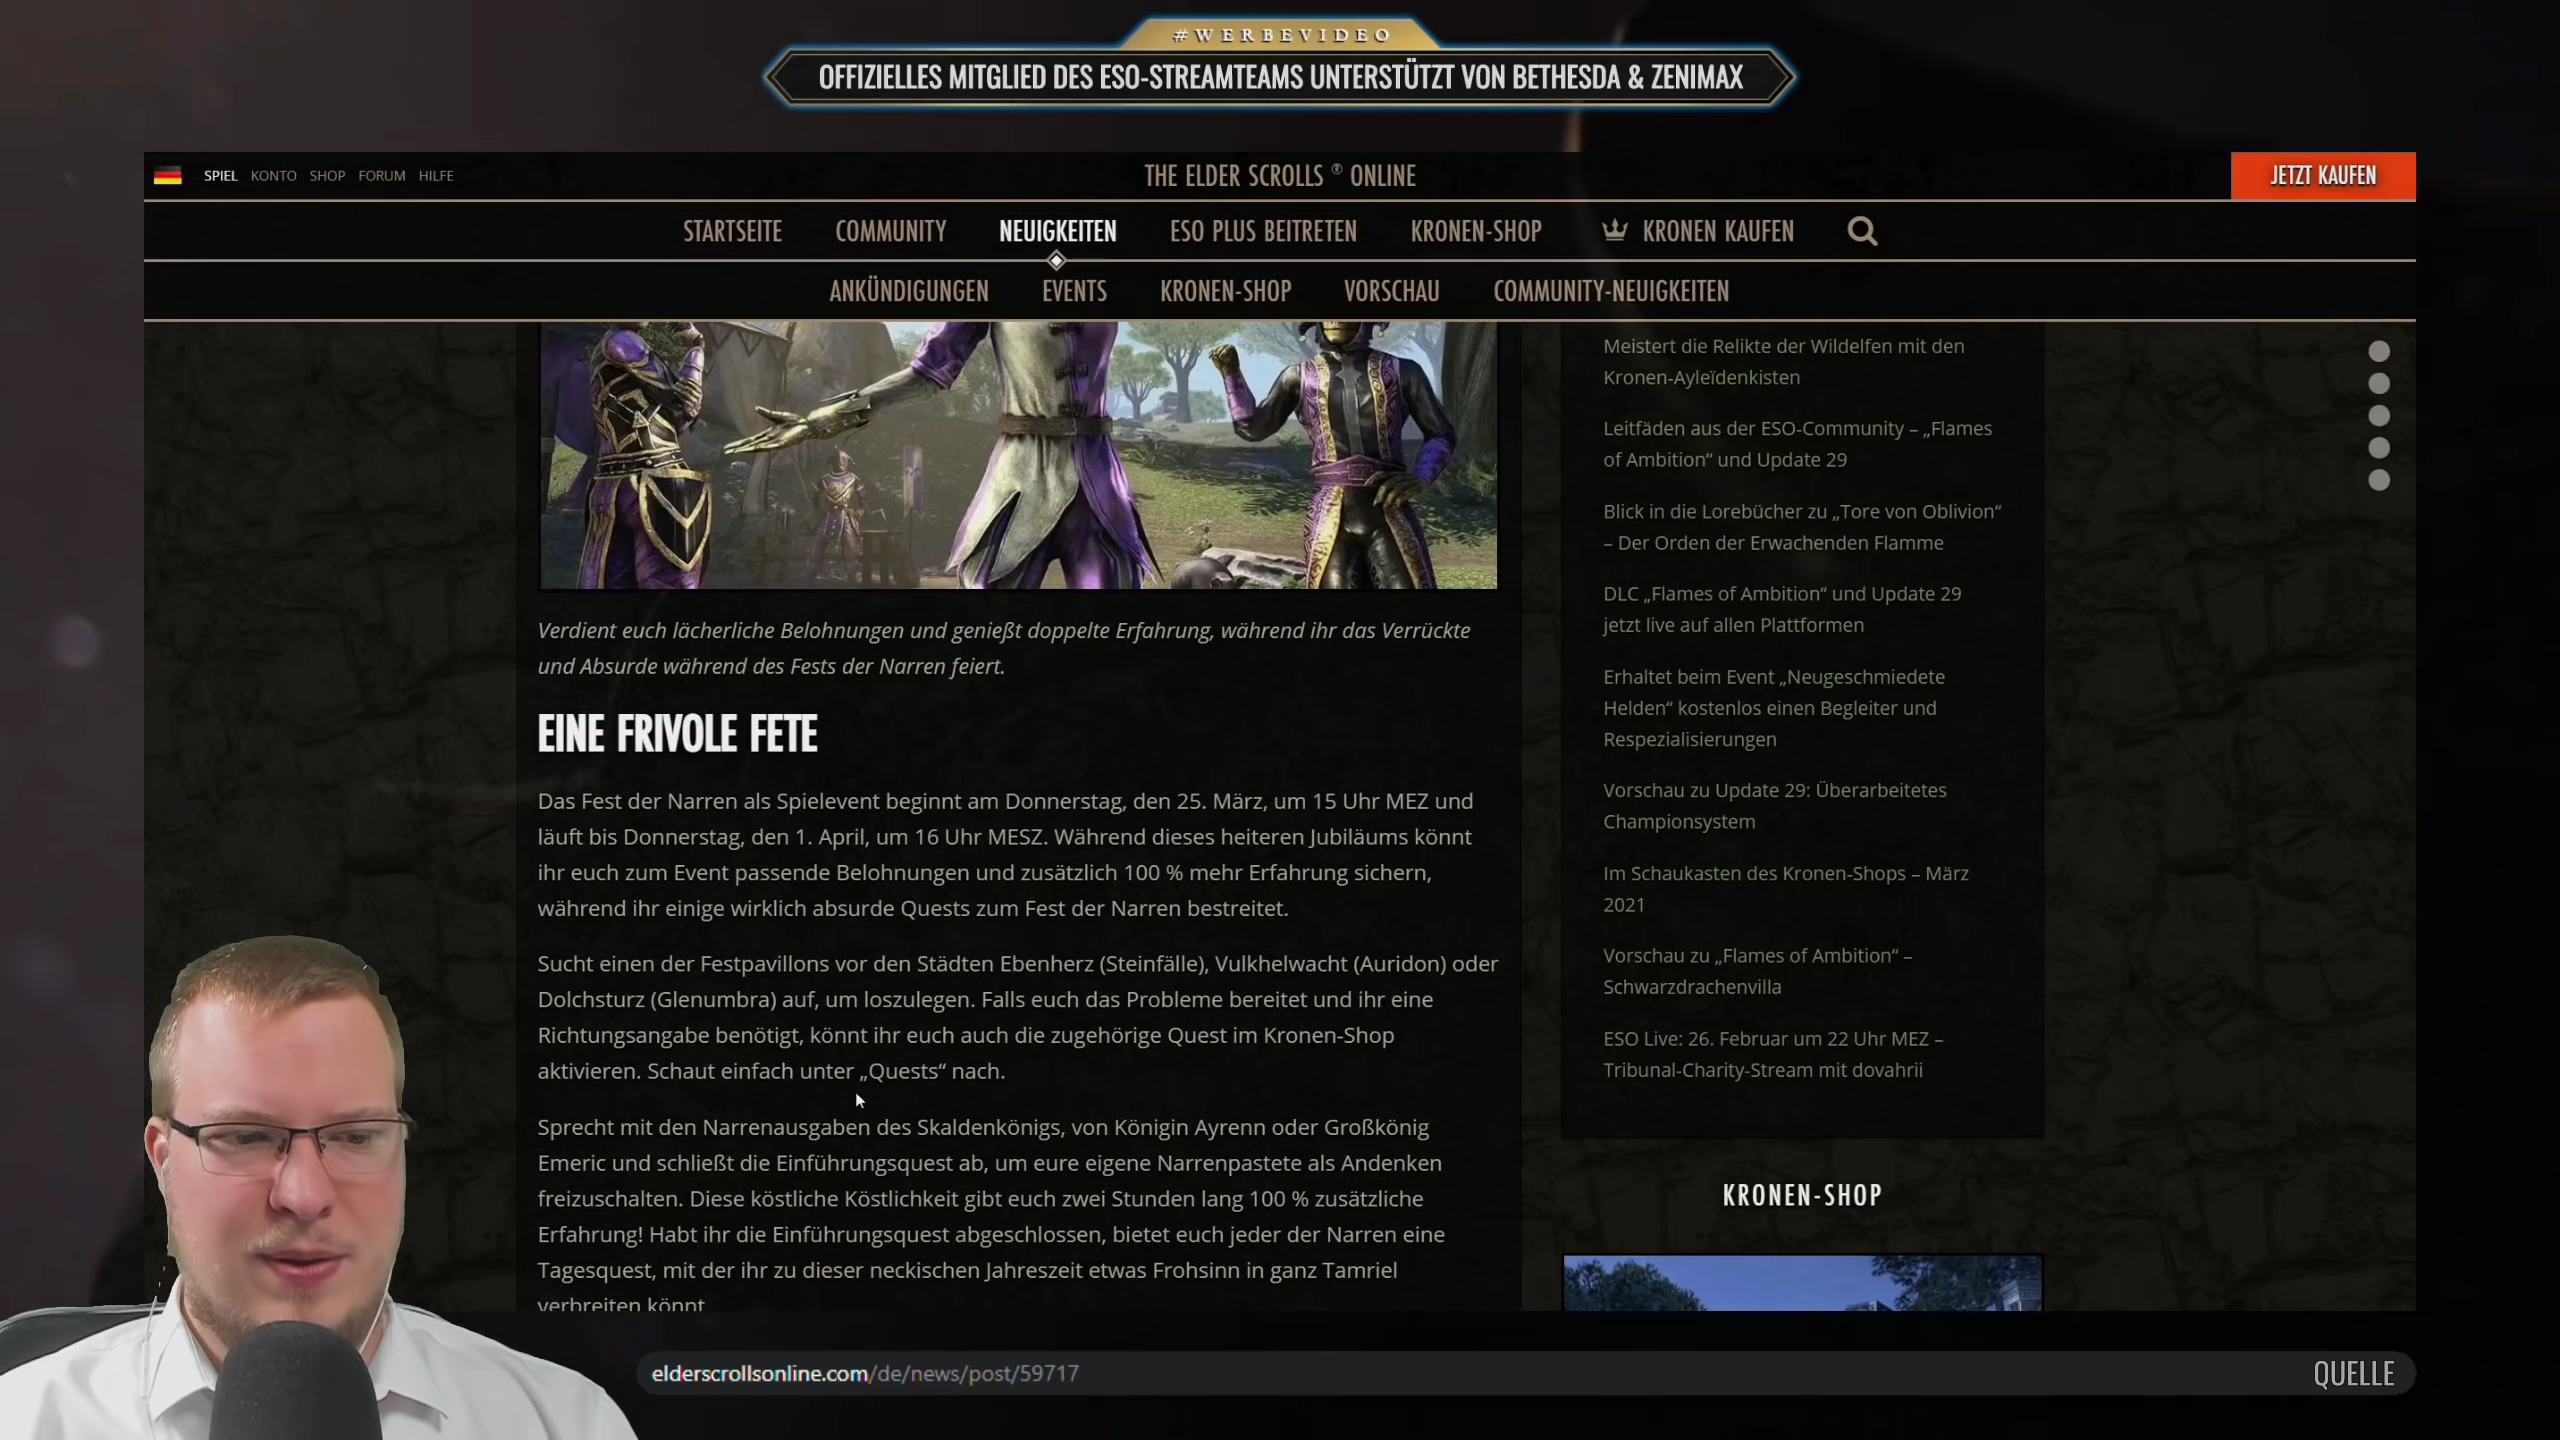 #WERBEVIDEO
OFFIZIELLES MITGLIED DES ESO-STREAMTEAMS UNTERSTÜTZT VON BETHESDA & ZENIMAX
SPIEL KONTO SHOP FORUM HILFE
THE ELDER SCROLLS ® ONLINE
JETZT KAUFEN
STARTSEITE COMMUNITY NEUIGKEITEN ESO PLUS BEITRETEN KRONEN-SHOP KRONEN KAUFEN
ANKÜNDIGUNGEN EVENTS KRONEN-SHOP VORSCHAU COMMUNITY-NEUIGKEITEN
Verdient euch lächerliche Belohnungen und genießt doppelte Erfahrung, während ihr das Verrückte
und Absurde während des Fests der Narren feiert.
EINE FRIVOLE FETE
Das Fest der Narren als Spielevent beginnt am Donnerstag, den 25. März, um 15 Uhr MEZ und
läuft bis Donnerstag, den 1. April, um 16 Uhr MESZ. Während dieses heiteren Jubiläums könnt
ihr euch zum Event passende Belohnungen und zusätzlich 100 % mehr Erfahrung sichern,
während ihr einige wirklich absurde Quests zum Fest der Narren bestreitet.
Sucht einen der Festpavillons vor den Städten Ebenherz (Steinfälle), Vulkhelwacht (Auridon) oder
Dolchsturz (Glenumbra) auf, um loszulegen. Falls euch das Probleme bereitet und ihr eine
Richtungsangabe benötigt, könnt ihr euch auch die zugehörige Quest im Kronen-Shop
aktivieren. Schaut einfach unter „Quests“ nach.
Sprecht mit den Narrenausgaben des Skaldenkönigs, von Königin Ayrenn oder Großkönig
Emeric und schließt die Einführungsquest ab, um eure eigene Narrenpastete als Andenken
freizuschalten. Diese köstliche Köstlichkeit gibt euch zwei Stunden lang 100 % zusätzliche
Erfahrung! Habt ihr die Einführungsquest abgeschlossen, bietet euch jeder der Narren eine
Tagesquest, mit der ihr zu dieser neckischen Jahreszeit etwas Frohsinn in ganz Tamriel
verbreiten könnt
Meistert die Relikte der Wildelfen mit den
Kronen-Ayleïdenkisten
Leitfäden aus der ESO-Community – „Flames
of Ambition“ und Update 29
Blick in die Lorebücher zu „Tore von Oblivion“
– Der Orden der Erwachenden Flamme
DLC „Flames of Ambition“ und Update 29
jetzt live auf allen Plattformen
Erhaltet beim Event „Neugeschmiedete
Helden“ kostenlos einen Begleiter und
Respezialisierungen
Vorschau zu Update 29: Überarbeitetes
Championsystem
Im Schaukasten des Kronen-Shops – März
2021
Vorschau zu „Flames of Ambition“ –
Schwarzdrachenvilla
ESO Live: 26. Februar um 22 Uhr MEZ –
Tribunal-Charity-Stream mit dovahrii
KRONEN-SHOP
elderscrollsonline.com/de/news/post/59717
QUELLE